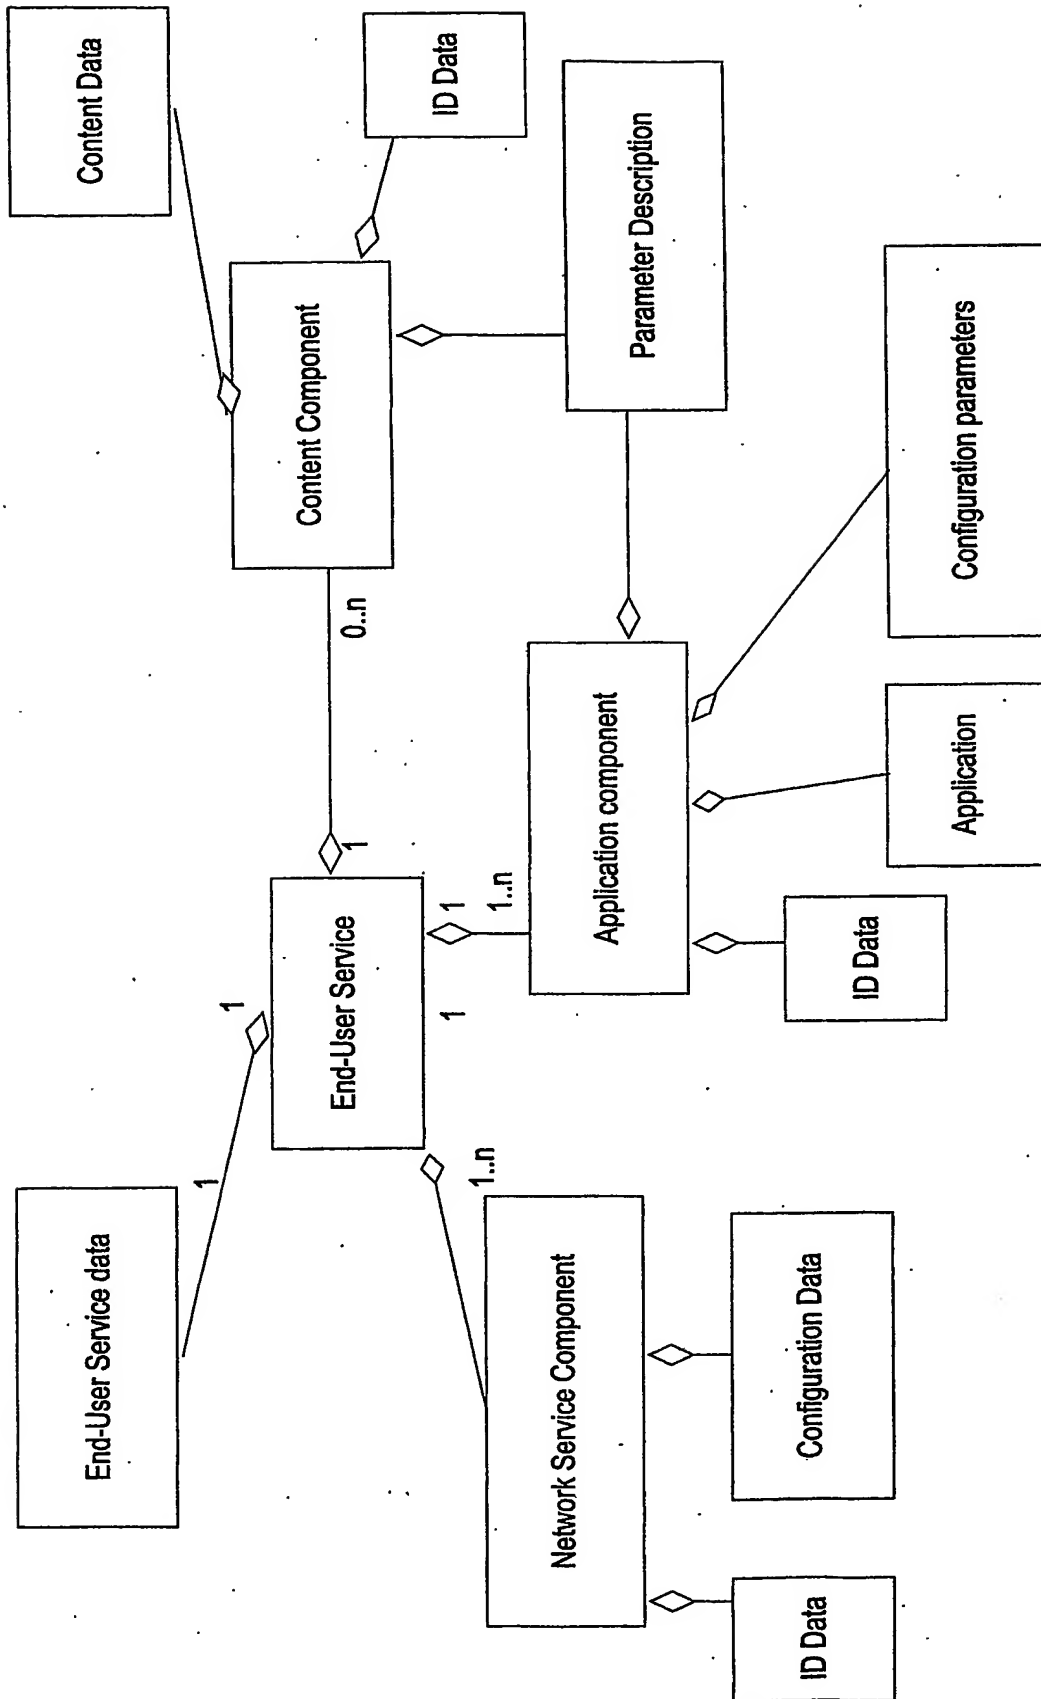 End-User Service data
Content Data
1
1
End-User Service
Content Component
1
0..n
ID Data
1
1
1..n
1..n
Network Service Component
Application component
Parameter Description
ID Data
Configuration Data
ID Data
Application
Configuration parameters